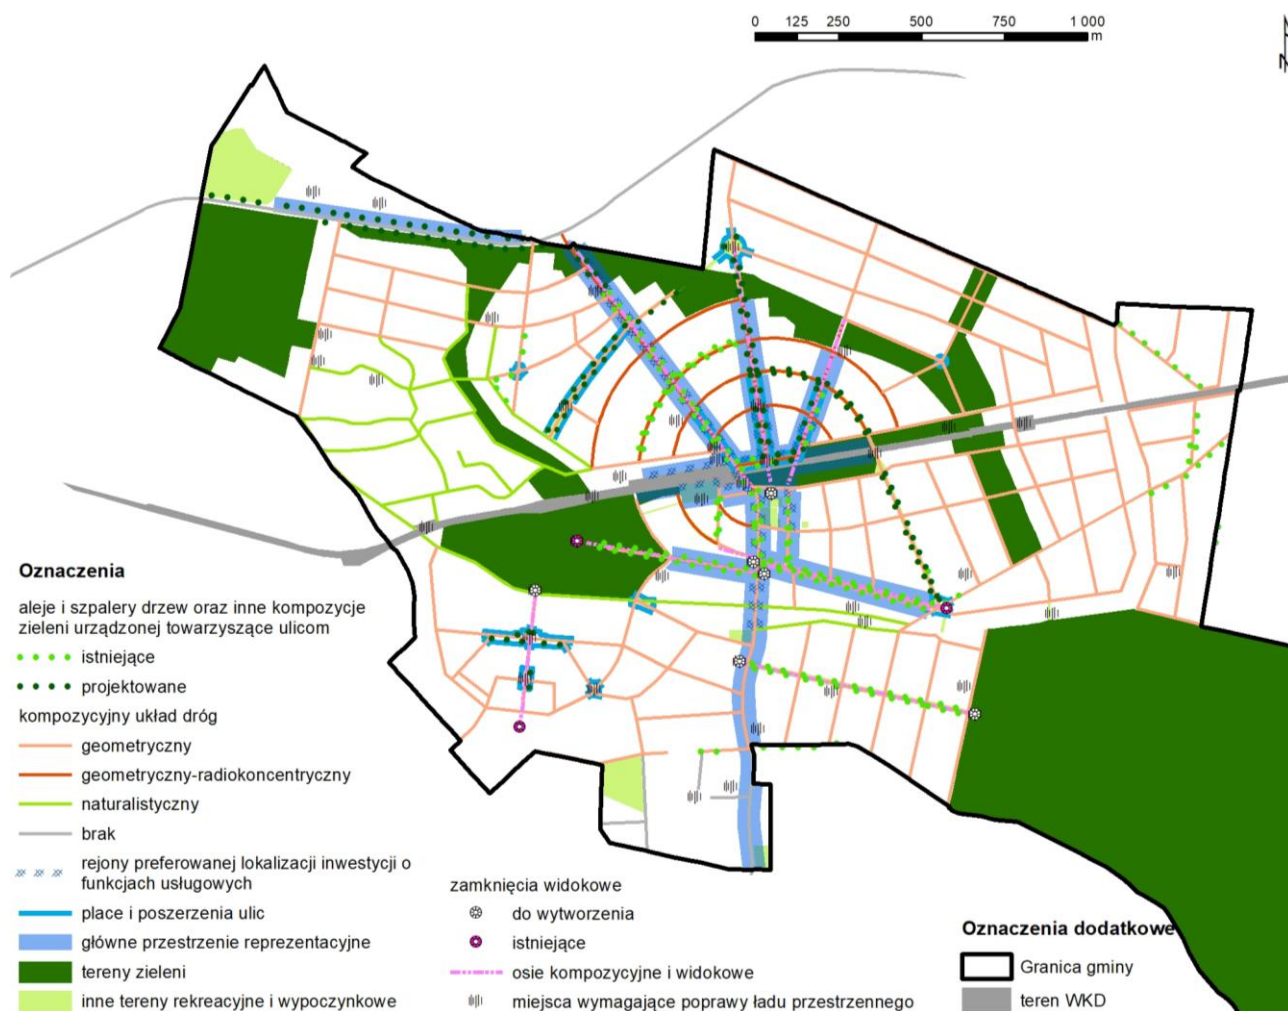 0 125 250 500 750 1 000
m
N
Oznaczenia
aleje i szpalery drzew oraz inne kompozycje
zieleni urządzonej towarzyszące ulicom
istniejące
projektowane
kompozycyjny układ dróg
geometryczny
geometryczny-radiokoncentryczny
naturalistyczny
brak
rejony preferowanej lokalizacji inwestycji o
funkcjach usługowych
place i poszerzenia ulic
główne przestrzenie reprezentacyjne
tereny zieleni
inne tereny rekreacyjne i wypoczynkowe
zamknięcia widokowe
do wytworzenia
istniejące
osie kompozycyjne i widokowe
miejsca wymagające poprawy ładu przestrzennego
Oznaczenia dodatkowe
Granica gminy
teren WKD